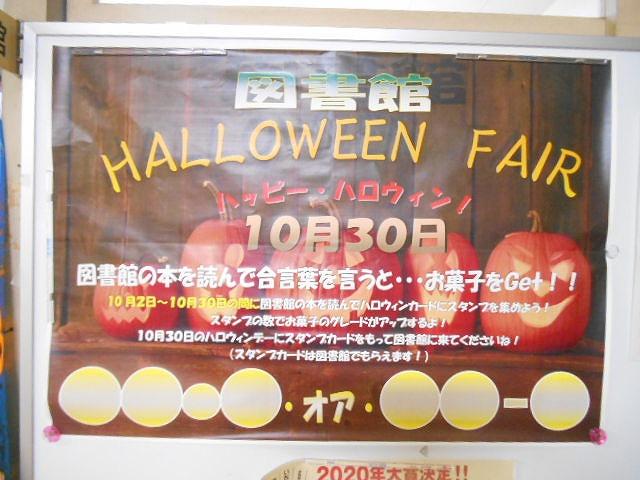 図書館
HALLOWEEN FAIR
ハッピー・ハロウィン!
10月30日
図書館の本を読んで合言葉を言うと・・・お菓子をGet!!
10月2日~10月30日の間に図書館の本を読んでハロウィンカードにスタンプを集めよう!
スタンプの数でお菓子のグレードがアップするよ!
10月30日のハロウィンデーにスタンプカードをもって図書館に来てくださいね!
(スタンプカードは図書館でもらえます!)
・オア・ ー
2020年大賞決定!!